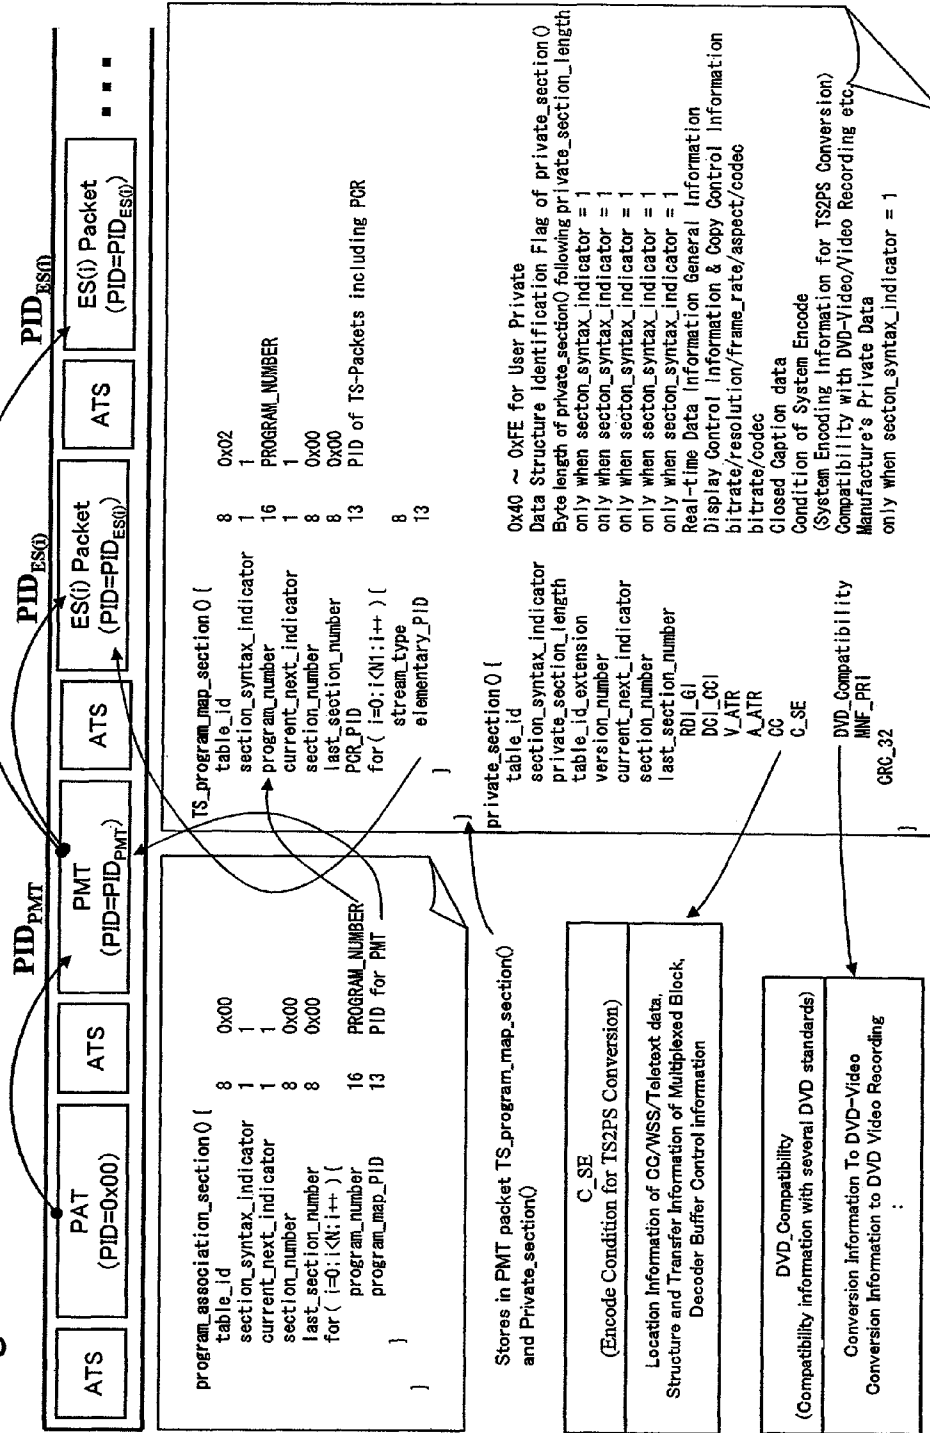 PID_PMT
PID_ES(i)
PID_ES(i)
ATS
PAT
(PID=0x00)
ATS
PMT
(PID=PID_PMT)
ATS
ES(i) Packet
(PID=PID_ES(i))
ATS
ES(i) Packet
(PID=PID_ES(i))
...
program_association_section() {
table_id 8 0x00
section_syntax_indicator 1 1
current_next_indicator 1 1
section_number 8 0x00
last_section_number 8 0x00
for( i=0;i<N;i++ ) {
program_number 16 PROGRAM_NUMBER
program_map_PID 13 PID for PMT
}
TS_program_map_section() {
table_id 8 0x02
section_syntax_indicator 1 1
program_number 16 PROGRAM_NUMBER
current_next_indicator 1 1
section_number 8 0x00
last_section_number 8 0x00
PCR_PID 13 PID of TS-Packets including PCR
for( i=0;i<N1;i++ ) {
stream_type 8
elementary_PID 13
}
}
private_section() {
table_id 0x40 ~ 0xFE for User Private
section_syntax_indicator Data Structure Identification Flag of private_section()
private_section_length Byte length of private_section() following private_section_length
table_id_extension only when secton_syntax_indicator = 1
version_number only when secton_syntax_indicator = 1
current_next_indicator only when secton_syntax_indicator = 1
section_number only when secton_syntax_indicator = 1
last_section_number only when secton_syntax_indicator = 1
RDI_GI Real-time Data Information General Information
DCI_CCI Display Control Information & Copy Control Information
V_ATR bitrate/resolution/frame_rate/aspect/codec
A_ATR bitrate/codec
CC Closed Caption data
C_SE Condition of System Encode
(System Encoding Information for TS2PS Conversion)
DVD_Compatibility Compatibility with DVD-Video/Video Recording etc.
MNF_PRI Manufacture's Private Data
CRC_32 only when secton_syntax_indicator = 1
}
Stores in PMT packet TS_program_map_section()
and Private_section()
C_SE
(Encode Condition for TS2PS Conversion)
Location Information of CC/WSS/Teletext data,
Structure and Transfer Information of Multiplexed Block,
Decoder Buffer Control information
DVD_Compatibility
(Compatibility information with several DVD standards)
Conversion Information To DVD-Video
Conversion Information to DVD Video Recording
: